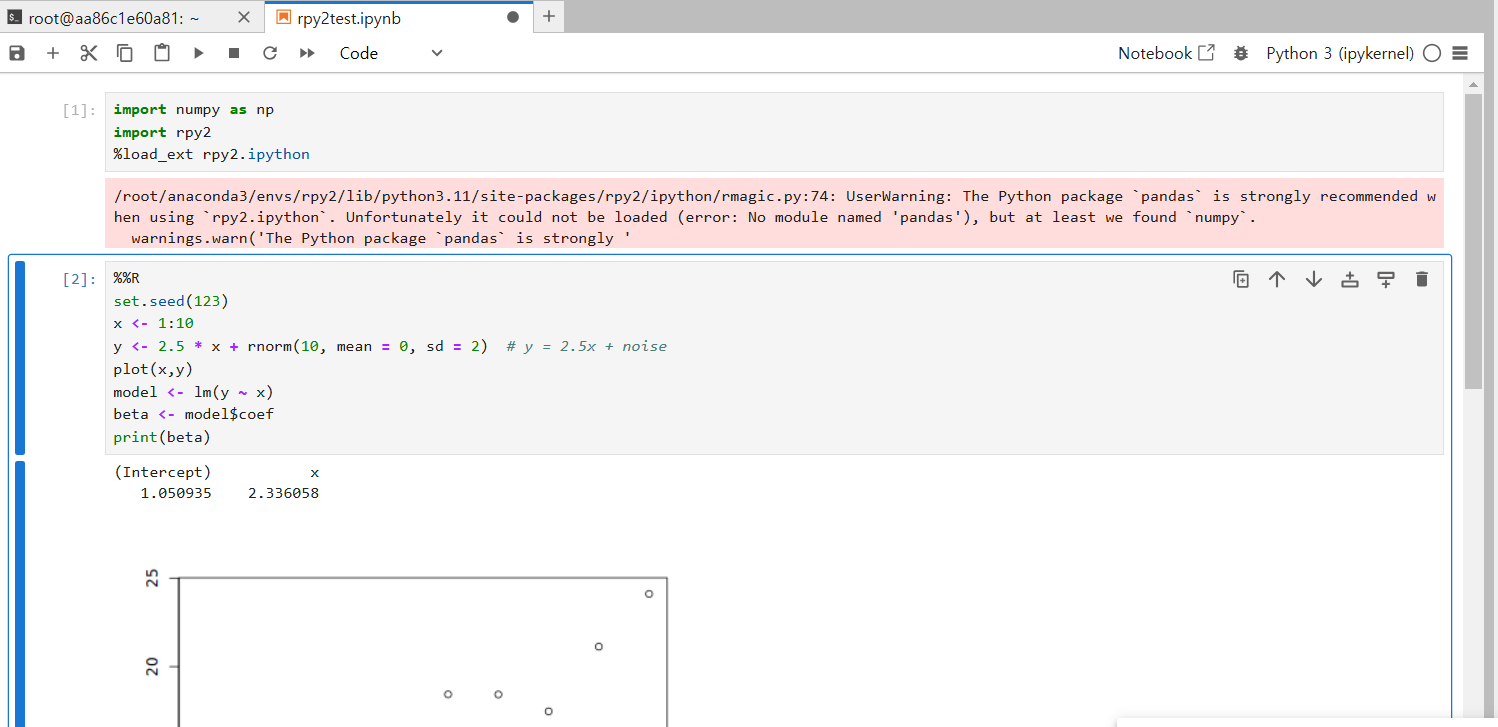 root@aa86c1e60a81: ~
rpy2test.ipynb
Code
Notebook
Python 3 (ipykernel)
[1]:
import numpy as np
import rpy2
%load_ext rpy2.ipython
/root/anaconda3/envs/rpy2/lib/python3.11/site-packages/rpy2/ipython/rmagic.py:74: UserWarning: The Python package `pandas` is strongly recommended w
hen using `rpy2.ipython`. Unfortunately it could not be loaded (error: No module named 'pandas'), but at least we found `numpy`.
warnings.warn('The Python package `pandas` is strongly '
[2]:
%%R
set.seed(123)
x <- 1:10
y <- 2.5 * x + rnorm(10, mean = 0, sd = 2)  # y = 2.5x + noise
plot(x,y)
model <- lm(y ~ x)
beta <- model$coef
print(beta)
(Intercept)           x
1.050935    2.336058
25
20